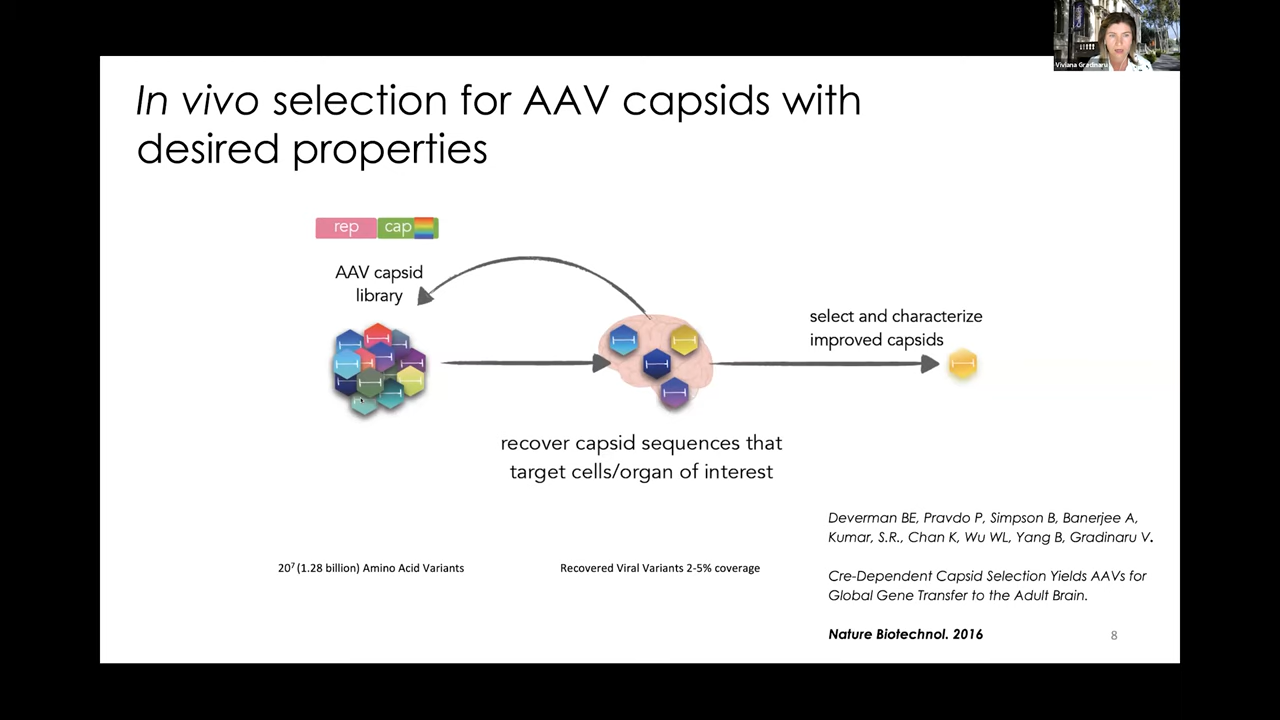 Viviana Gradinaru
In vivo selection for AAV capsids with
desired properties
rep cap
AAV capsid
library
select and characterize
improved capsids
recover capsid sequences that
target cells/organ of interest
Deverman BE, Pravdo P, Simpson B, Banerjee A,
Kumar, S.R., Chan K, Wu WL, Yang B, Gradinaru V.
20⁷ (1.28 billion) Amino Acid Variants
Recovered Viral Variants 2-5% coverage
Cre-Dependent Capsid Selection Yields AAVs for
Global Gene Transfer to the Adult Brain.
Nature Biotechnol. 2016
8